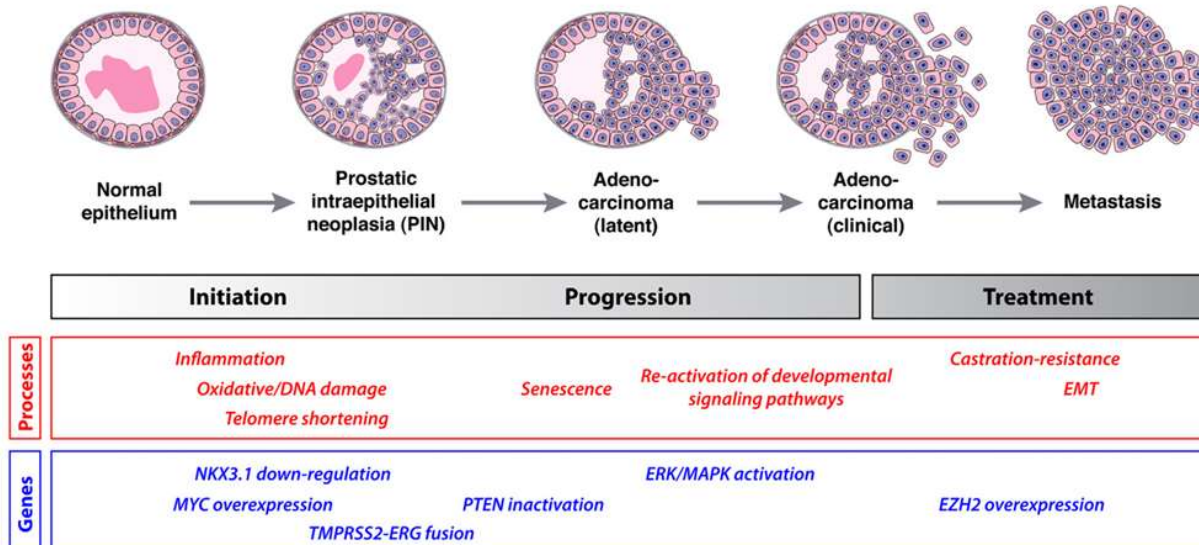 Normal
epithelium
Prostatic
intraepithelial
neoplasia (PIN)
Adeno-
carcinoma
(latent)
Adeno-
carcinoma
(clinical)
Metastasis
Initiation
Progression
Treatment
Processes
Inflammation
Oxidative/DNA damage
Telomere shortening
Senescence
Re-activation of developmental
signaling pathways
Castration-resistance
EMT
Genes
NKX3.1 down-regulation
MYC overexpression
TMPRSS2-ERG fusion
PTEN inactivation
ERK/MAPK activation
EZH2 overexpression